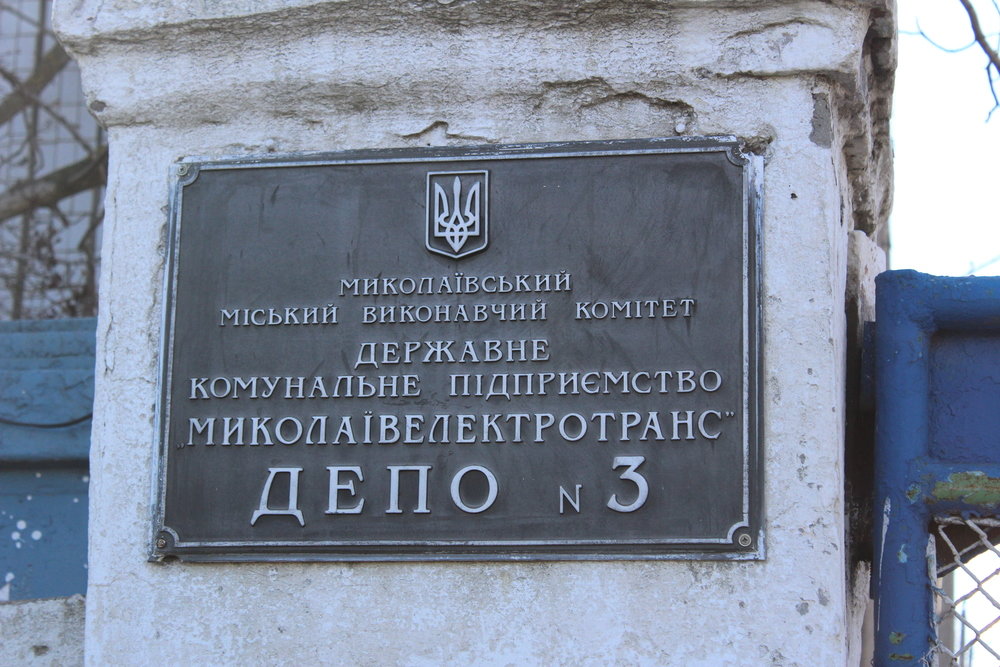 МИКОЛАЇВСЬКИЙ
МІСЬКИЙ ВИКОНАВЧИЙ КОМІТЕТ
ДЕРЖАВНЕ
КОМУНАЛЬНЕ ПІДПРИЄМСТВО
„МИКОЛАЇВЕЛЕКТРОТРАНС”
ДЕПО N 3